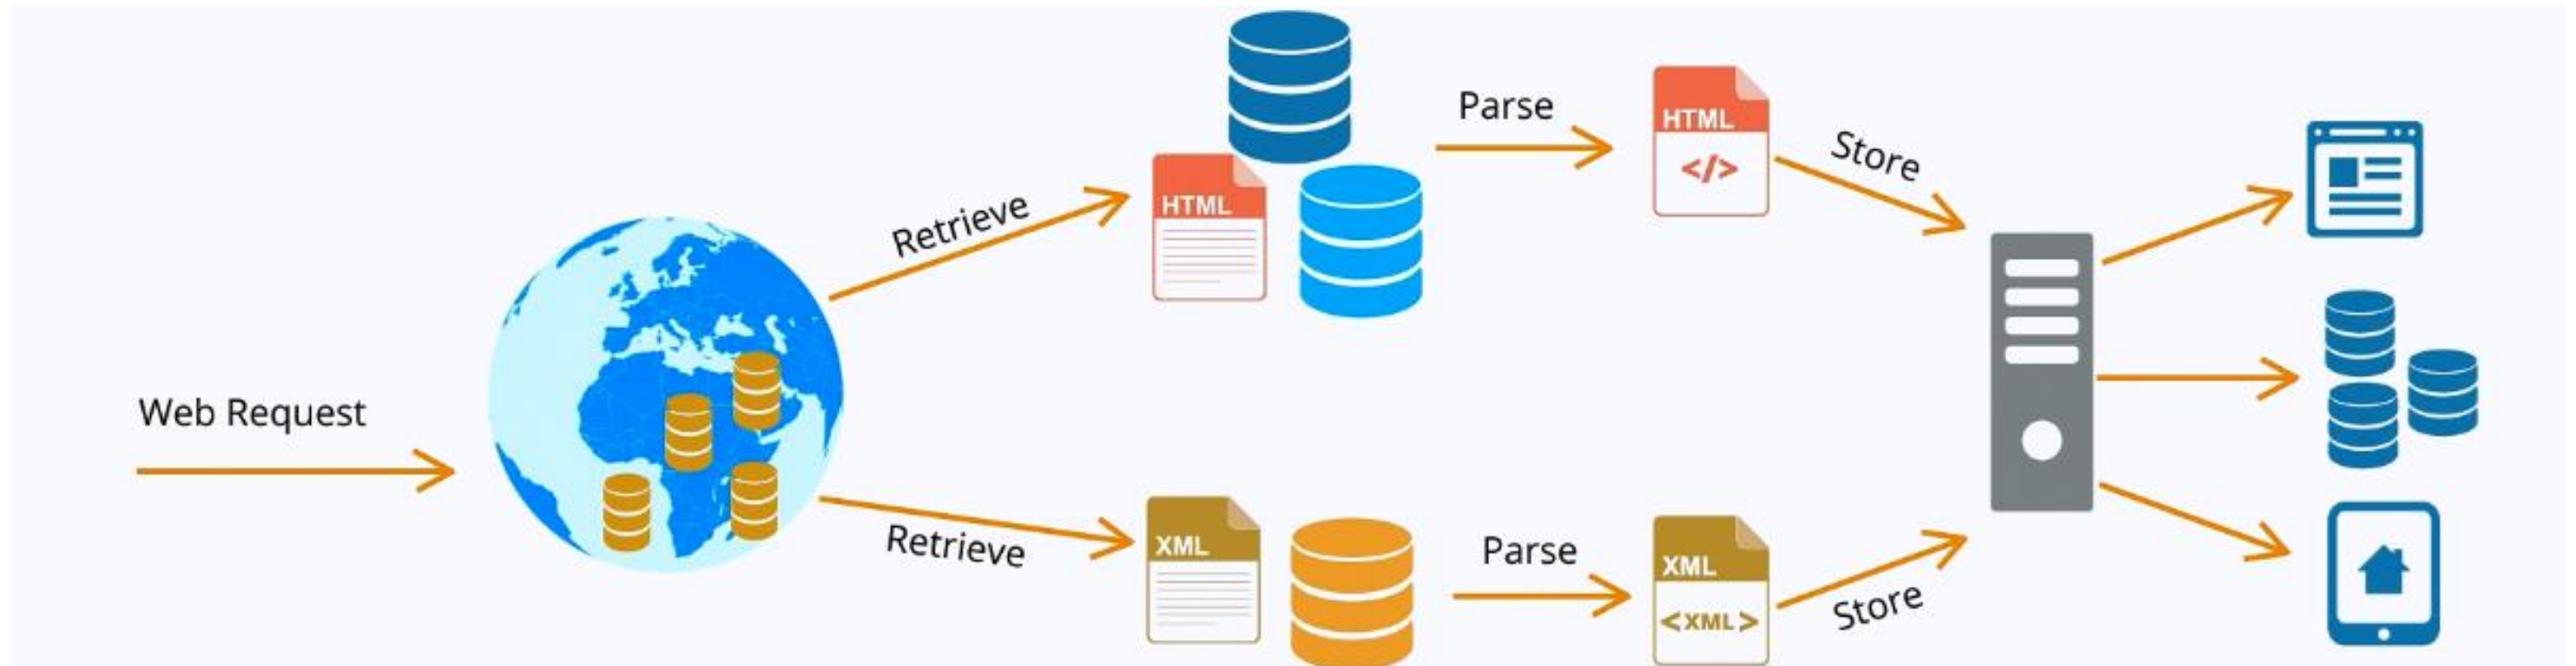 Web Request
Retrieve
HTML
Parse
HTML
</>
Store
Retrieve
XML
Parse
XML
<XML>
Store